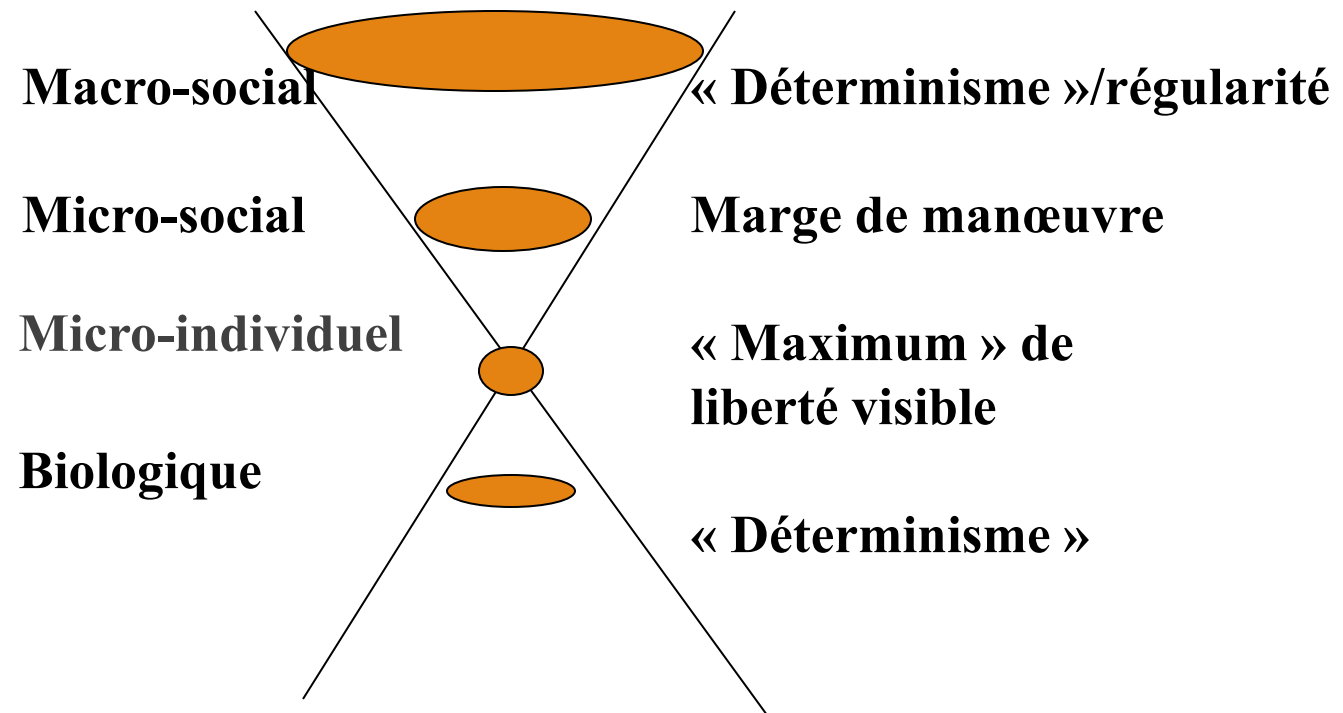 Macro-social
« Déterminisme »/régularité
Micro-social
Marge de manœuvre
Micro-individuel
« Maximum » de
liberté visible
Biologique
« Déterminisme »